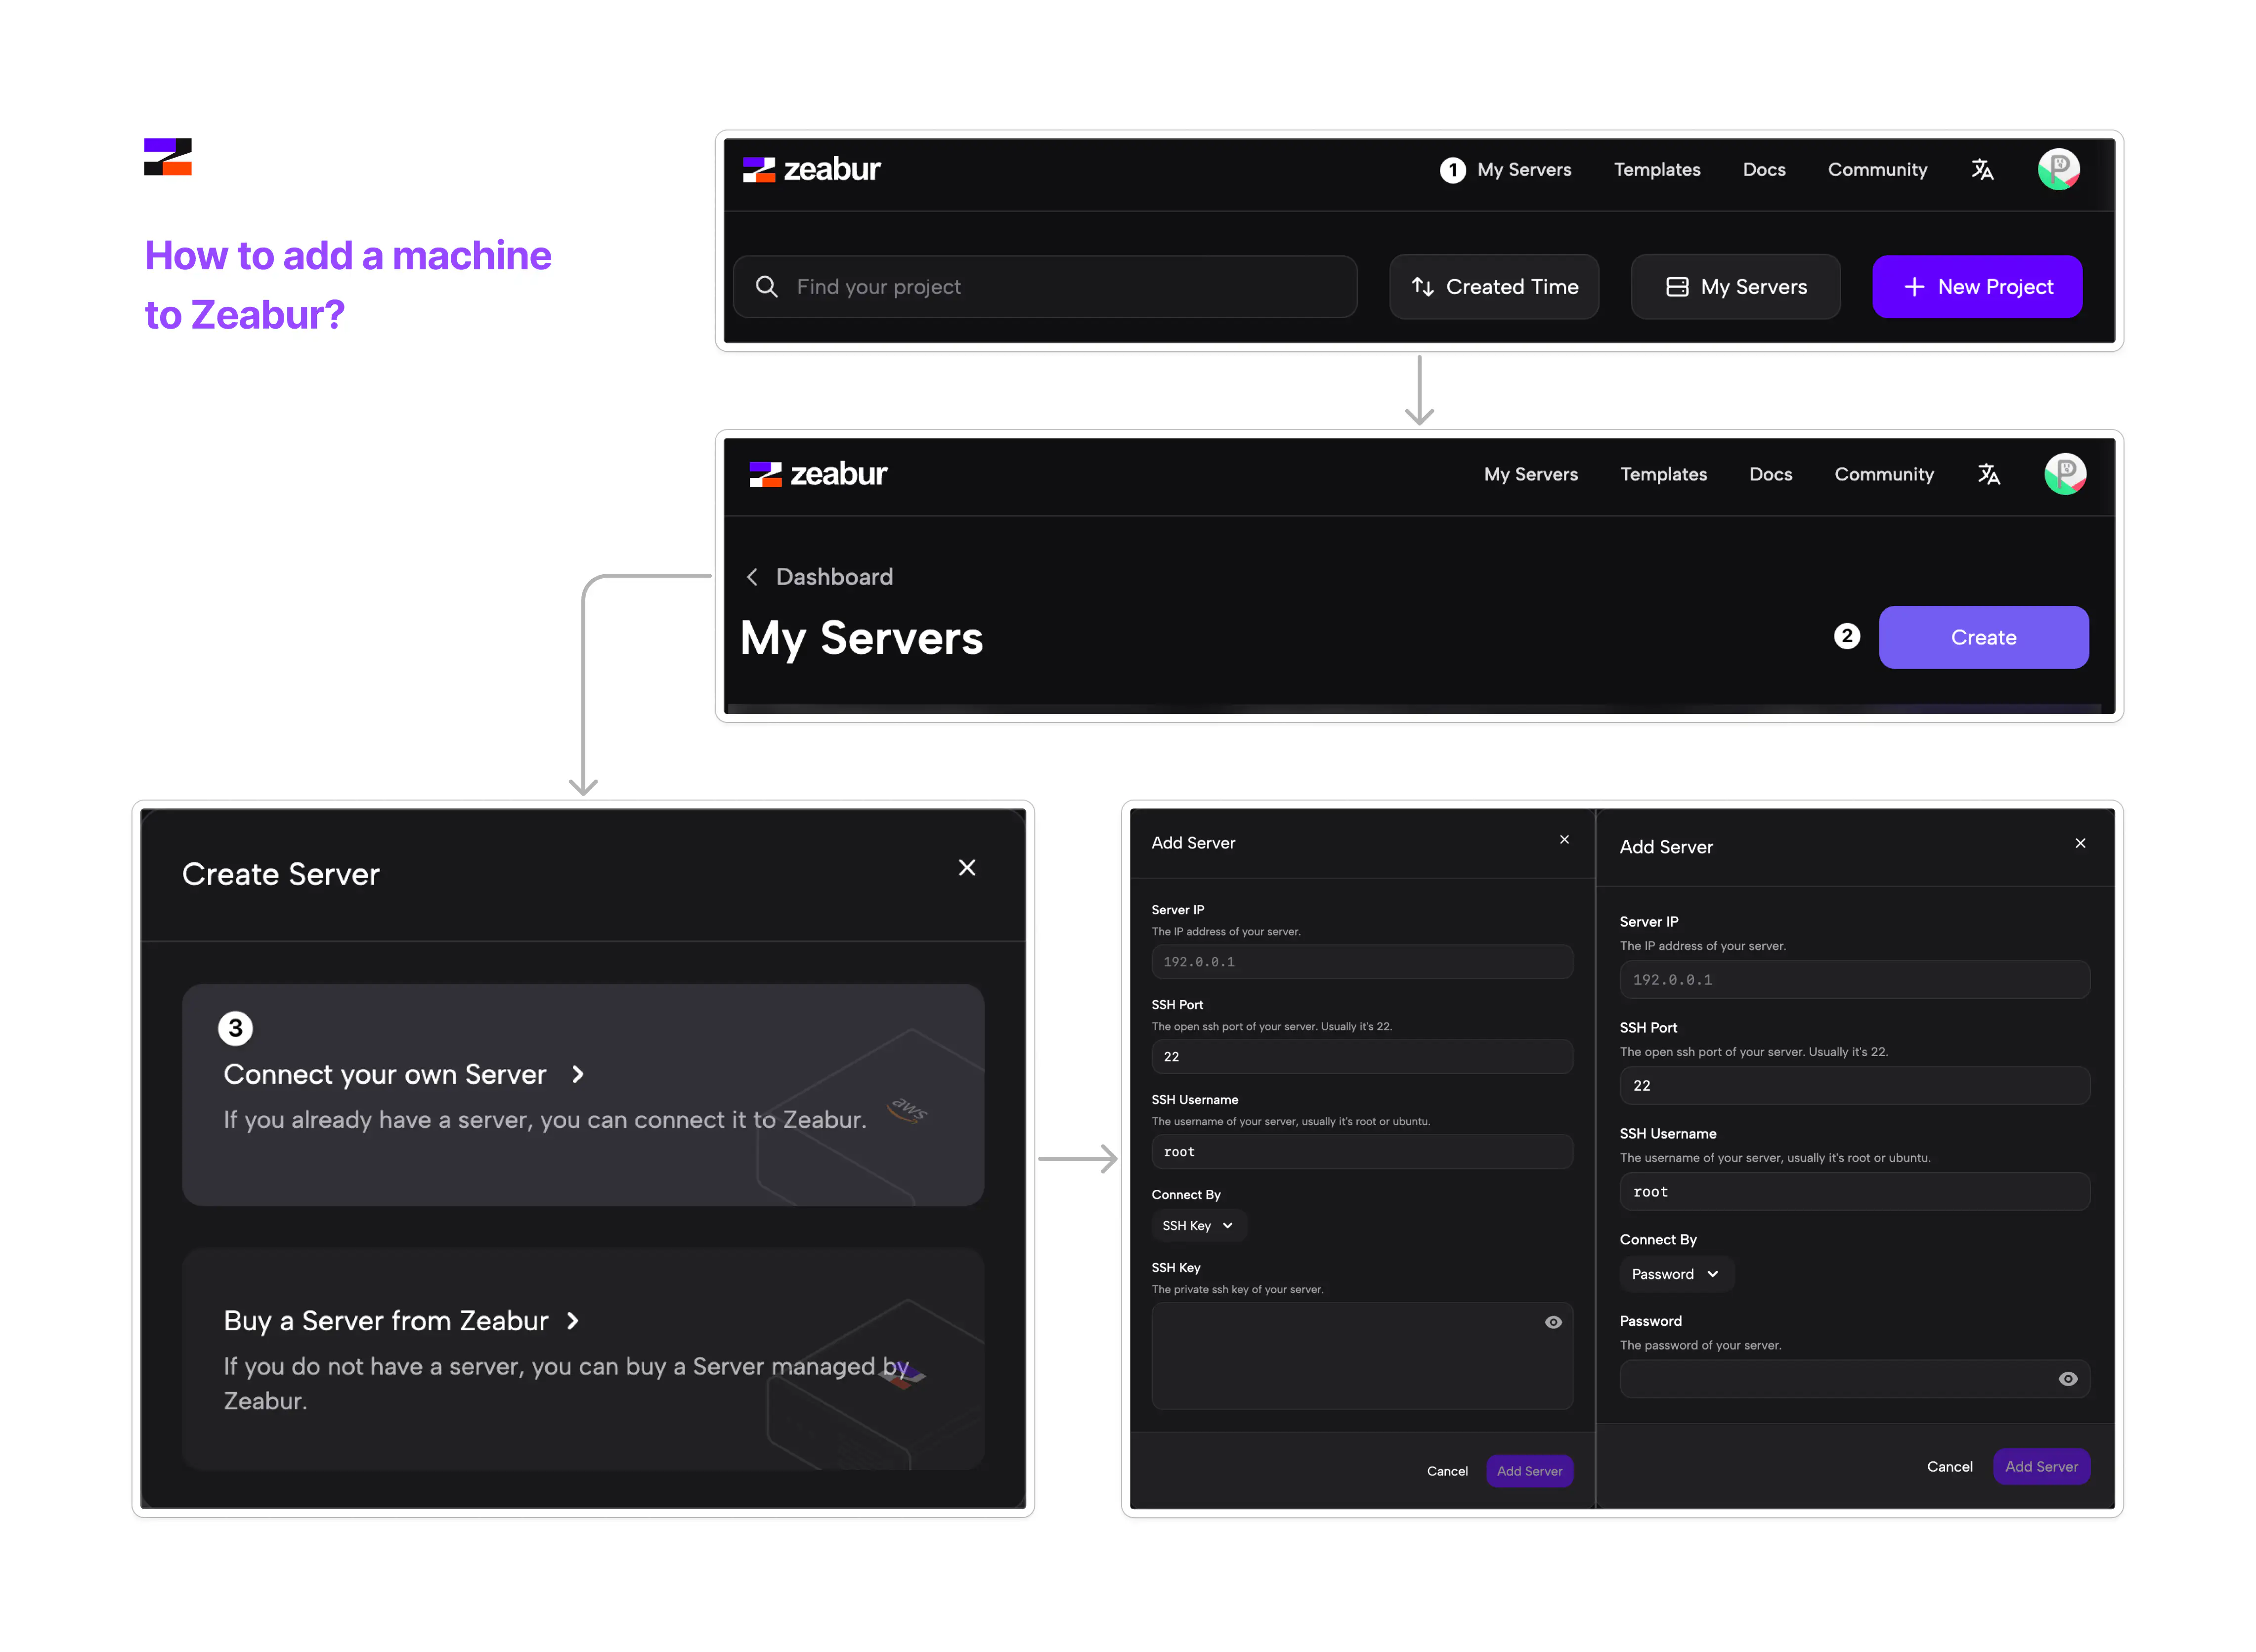 How to add a machine
to Zeabur?
zeabur
1 My Servers Templates Docs Community
Find your project
Created Time
My Servers
New Project
zeabur
My Servers Templates Docs Community
Dashboard
My Servers
2 Create
Create Server
3
Connect your own Server
If you already have a server, you can connect it to Zeabur.
aws
Buy a Server from Zeabur
If you do not have a server, you can buy a Server managed by
Zeabur.
Add Server
Server IP
The IP address of your server.
192.0.0.1
SSH Port
The open ssh port of your server. Usually it's 22.
22
SSH Username
The username of your server, usually it's root or ubuntu.
root
Connect By
SSH Key
SSH Key
The private ssh key of your server.
Cancel Add Server
Add Server
Server IP
The IP address of your server.
192.0.0.1
SSH Port
The open ssh port of your server. Usually it's 22.
22
SSH Username
The username of your server, usually it's root or ubuntu.
root
Connect By
Password
Password
The password of your server.
Cancel Add Server